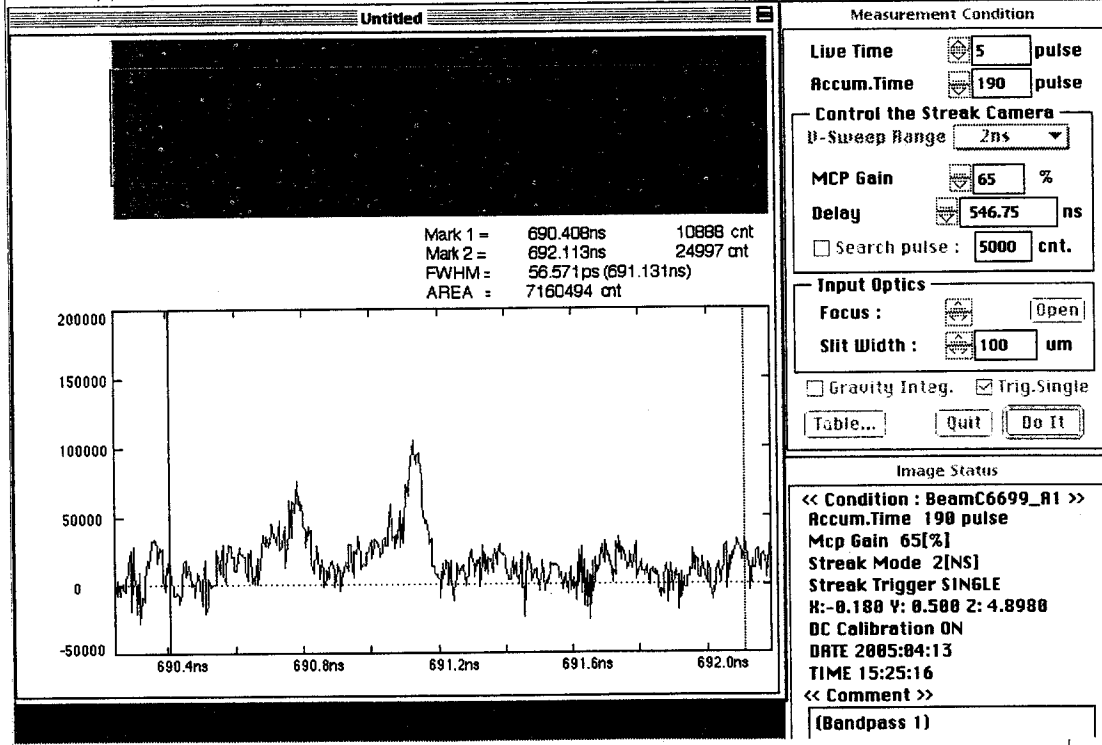 Untitled
Mark 1 = 690.408ns 10888 cnt
Mark 2 = 692.113ns 24997 cnt
FWHM = 56.571ps (691.131ns)
AREA = 7160494 cnt
200000
150000
100000
50000
0
-50000
690.4ns 690.8ns 691.2ns 691.6ns 692.0ns
Measurement Condition
Live Time 5 pulse
Accum.Time 190 pulse
Control the Streak Camera
V-Sweep Range 2ns
MCP Gain 65 %
Delay 546.75 ns
Search pulse : 5000 cnt.
Input Optics
Focus : Open
Slit Width : 100 um
Gravity Integ. Trig.Single
Table... Quit Do It
Image Status
<< Condition : BeamC6699_A1 >>
Accum.Time 190 pulse
Mcp Gain 65[%]
Streak Mode 2[NS]
Streak Trigger SINGLE
X:-0.180 Y: 0.500 Z: 4.8980
DC Calibration ON
DATE 2005:04:13
TIME 15:25:16
<< Comment >>
(Bandpass 1)